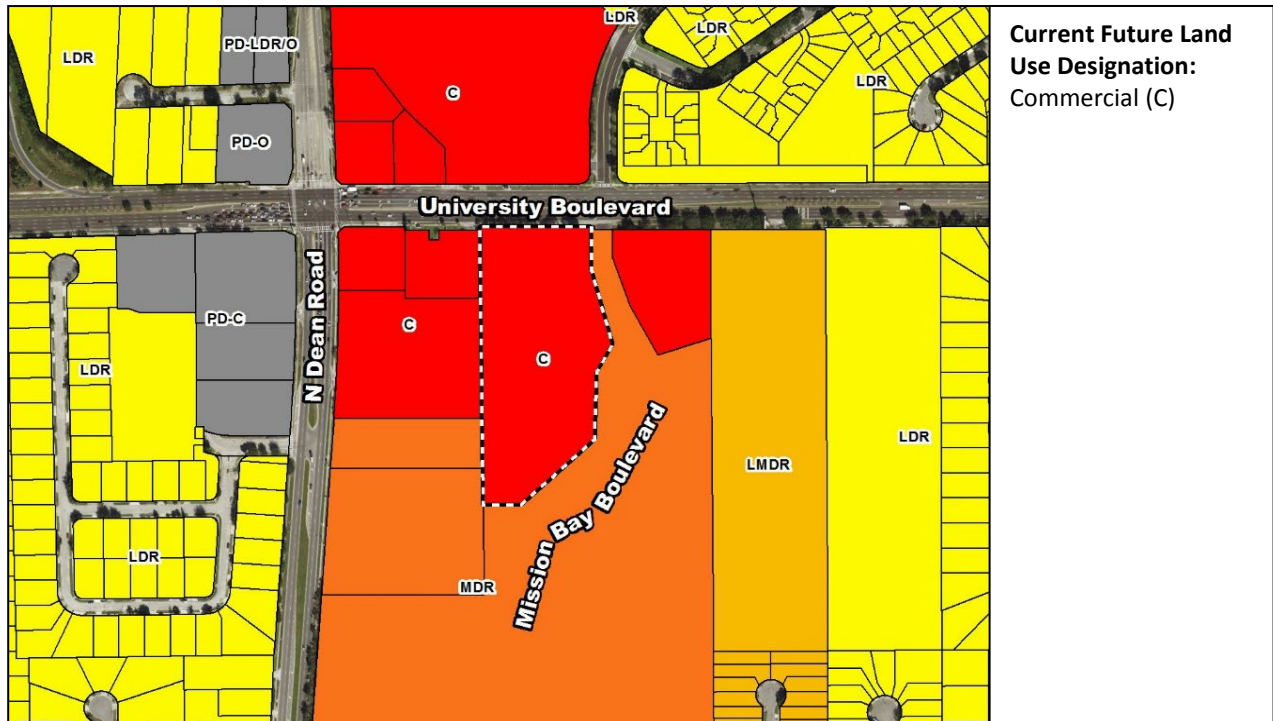 LDR
PD-LDR/O
C
LDR
LDR
LDR
PD-O
University Boulevard
N Dean Road
PD-C
C
C
LDR
LDR
LMDR
Mission Bay Boulevard
LDR
MDR
Current Future Land
Use Designation:
Commercial (C)